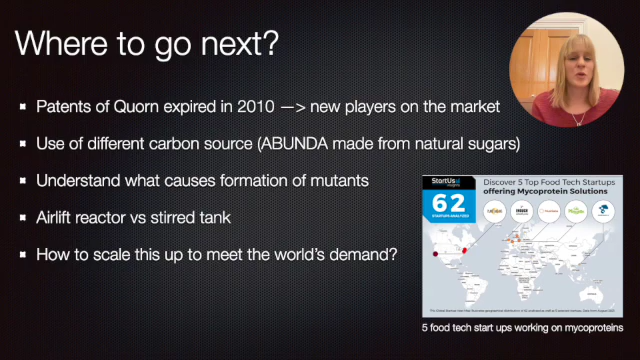 Where to go next?
Patents of Quorn expired in 2010 —> new players on the market
Use of different carbon source (ABUNDA made from natural sugars)
Understand what causes formation of mutants
Airlift reactor vs stirred tank
How to scale this up to meet the world's demand?
StartUs
Discover 5 Top Food Tech Startups
offering Mycoprotein Solutions
62
STARTUPS ANALYZED
5 food tech start ups working on mycoproteins